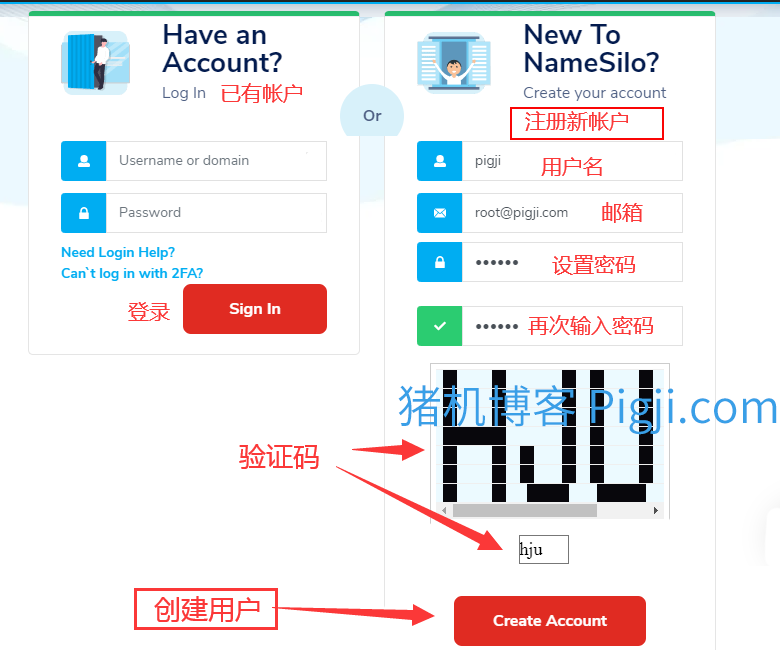 Have an
Account?
Log In 已有帐户
Username or domain
Password
Need Login Help?
Can`t log in with 2FA?
登录 Sign In
Or
New To
NameSilo?
Create your account
注册新帐户
pigji 用户名
root@pigji.com 邮箱
•••••• 设置密码
•••••• 再次输入密码
HJU
猪机博客 Pigji.com
验证码
hju
创建用户 Create Account